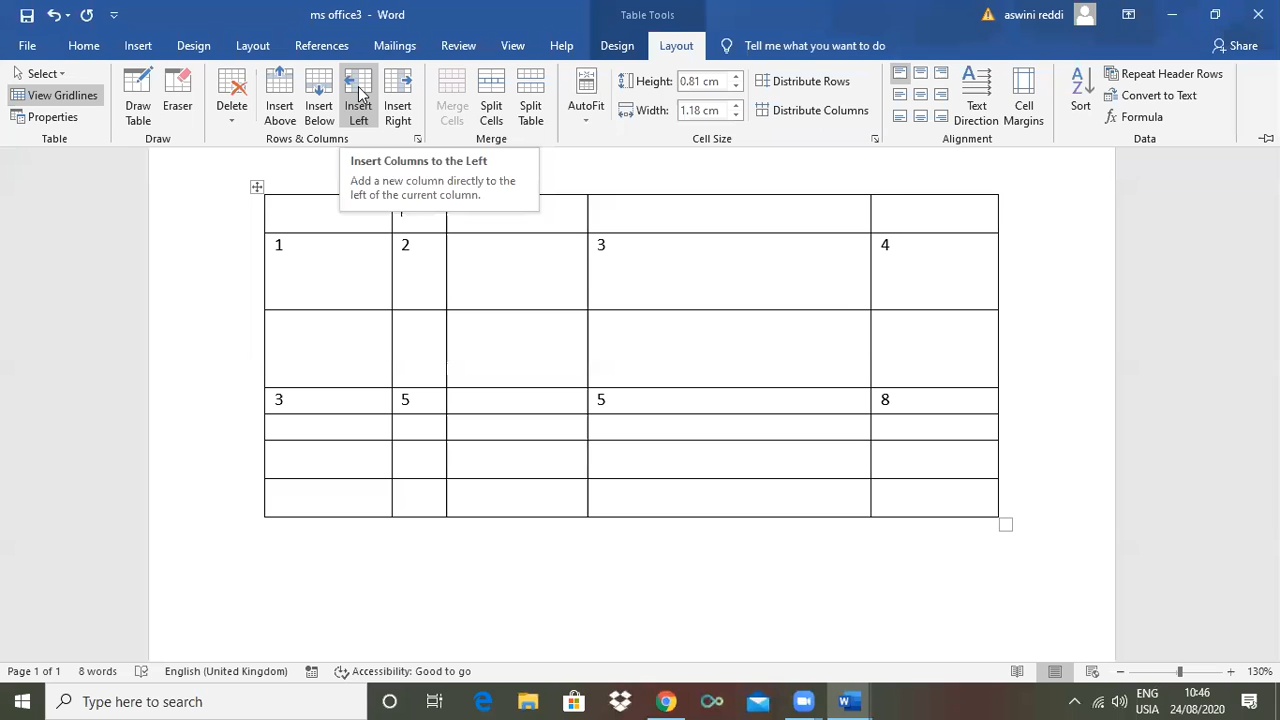 ms office3 - Word
Table Tools
aswini reddi
File Home Insert Design Layout References Mailings Review View Help Design Layout Tell me what you want to do Share
Select
View Gridlines
Properties
Table
Draw Table
Eraser
Draw
Delete
Insert Above
Insert Below
Insert Left
Insert Right
Rows & Columns
Merge Cells
Split Cells
Split Table
Merge
AutoFit
Height: 0.81 cm
Width: 1.18 cm
Distribute Rows
Distribute Columns
Cell Size
Text Direction
Cell Margins
Alignment
Sort
Repeat Header Rows
Convert to Text
Formula
Data
Insert Columns to the Left
Add a new column directly to the
left of the current column.
1 2 3 4
3 5 5 8
Page 1 of 1 8 words English (United Kingdom) Accessibility: Good to go 130%
Type here to search
ENG
USIA
10:46
24/08/2020